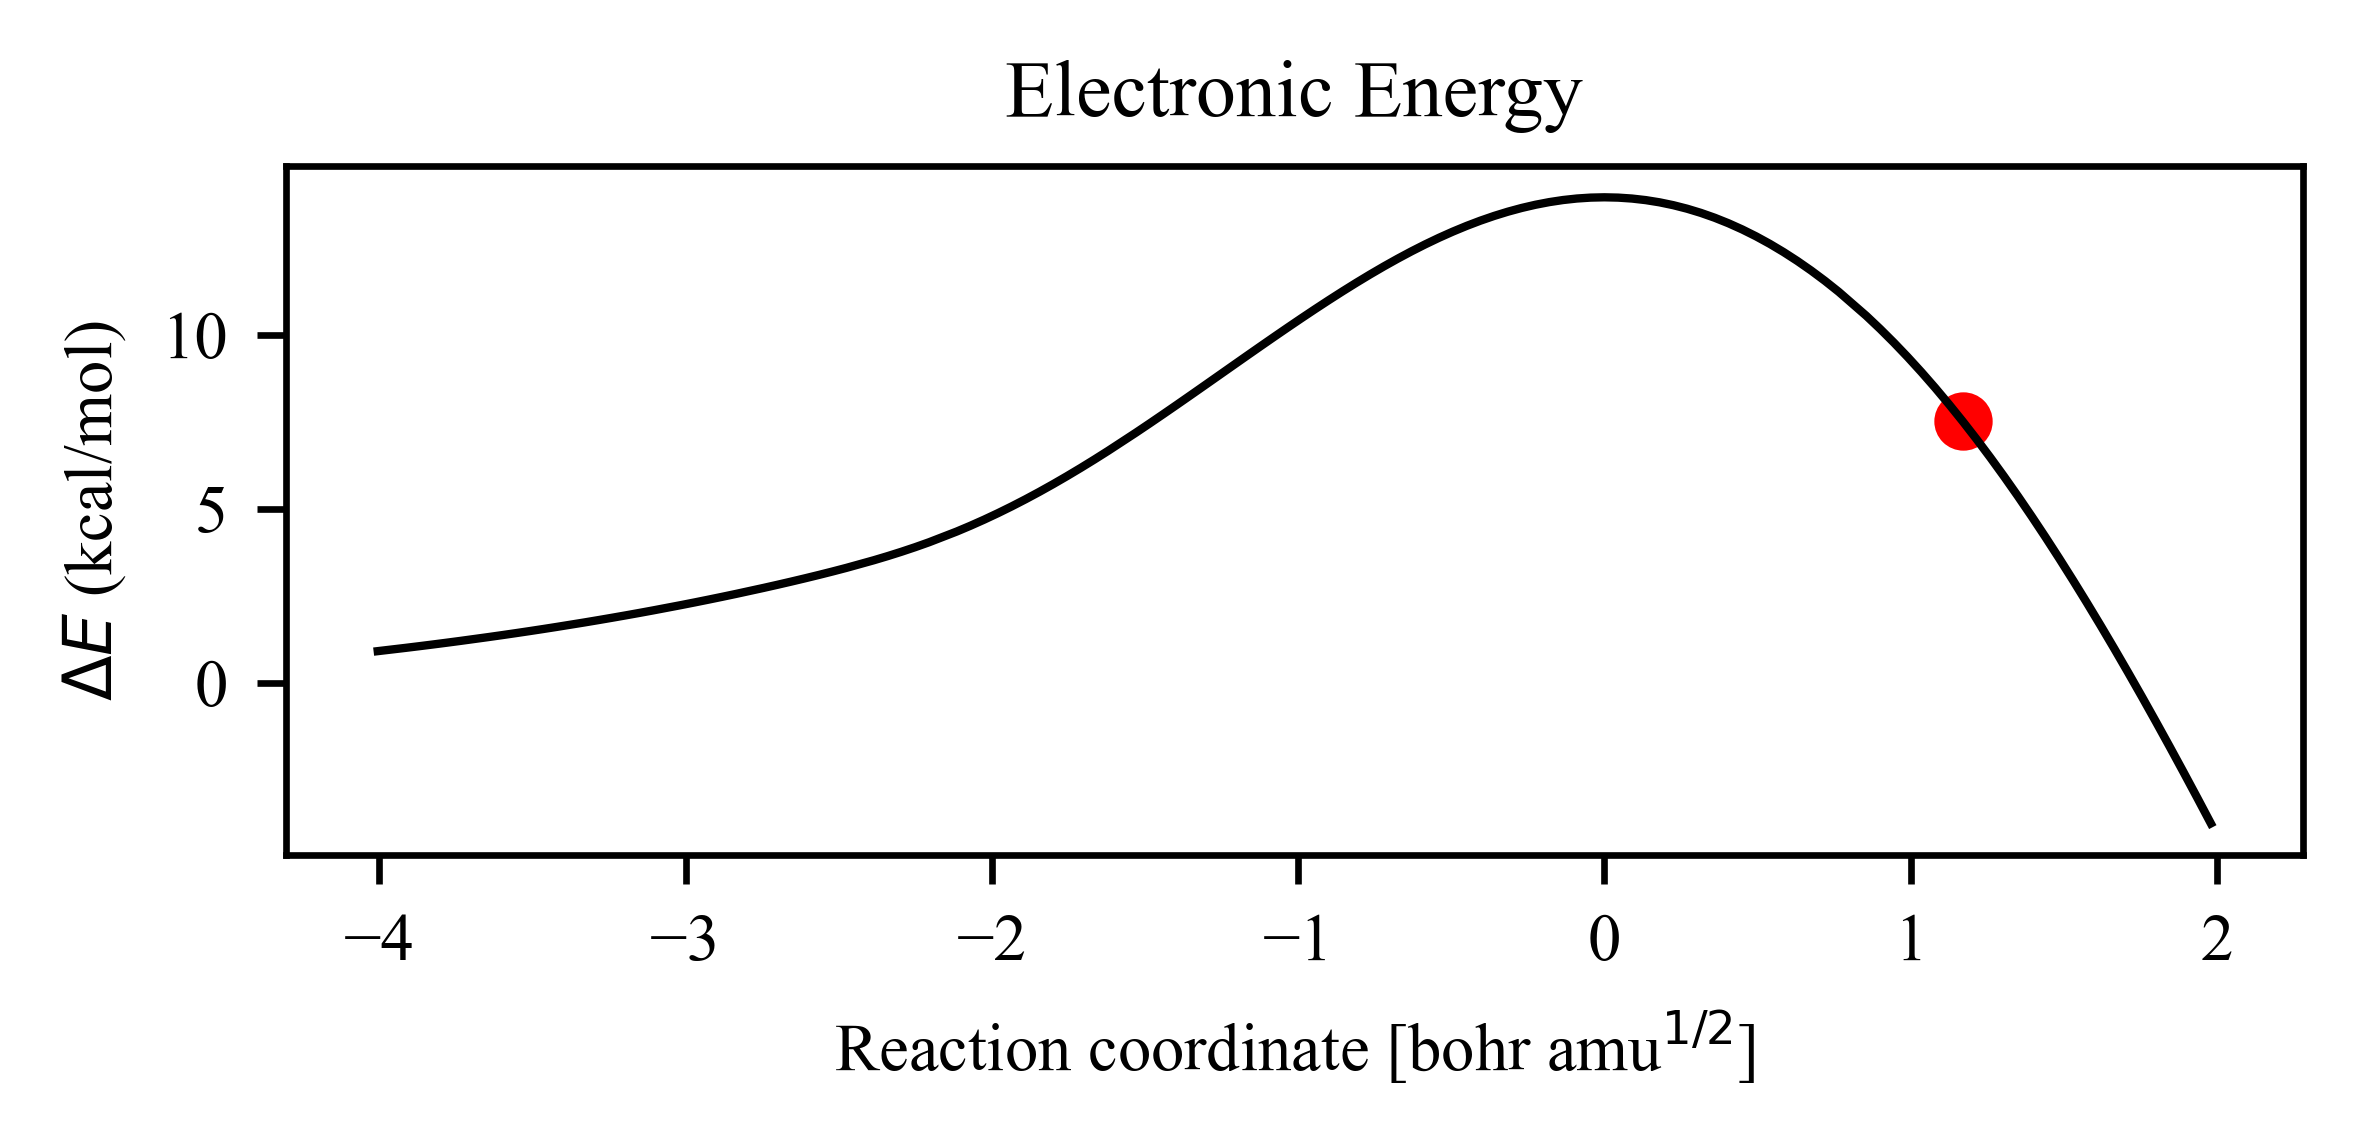 Electronic Energy
ΔE (kcal/mol)
10
5
0
−4 −3 −2 −1 0 1 2
Reaction coordinate [bohr amu^{1/2}]